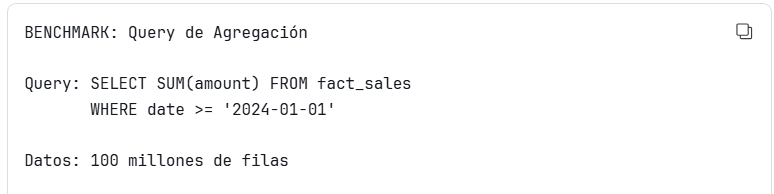 BENCHMARK: Query de Agregación
Query: SELECT SUM(amount) FROM fact_sales
WHERE date >= '2024-01-01'
Datos: 100 millones de filas